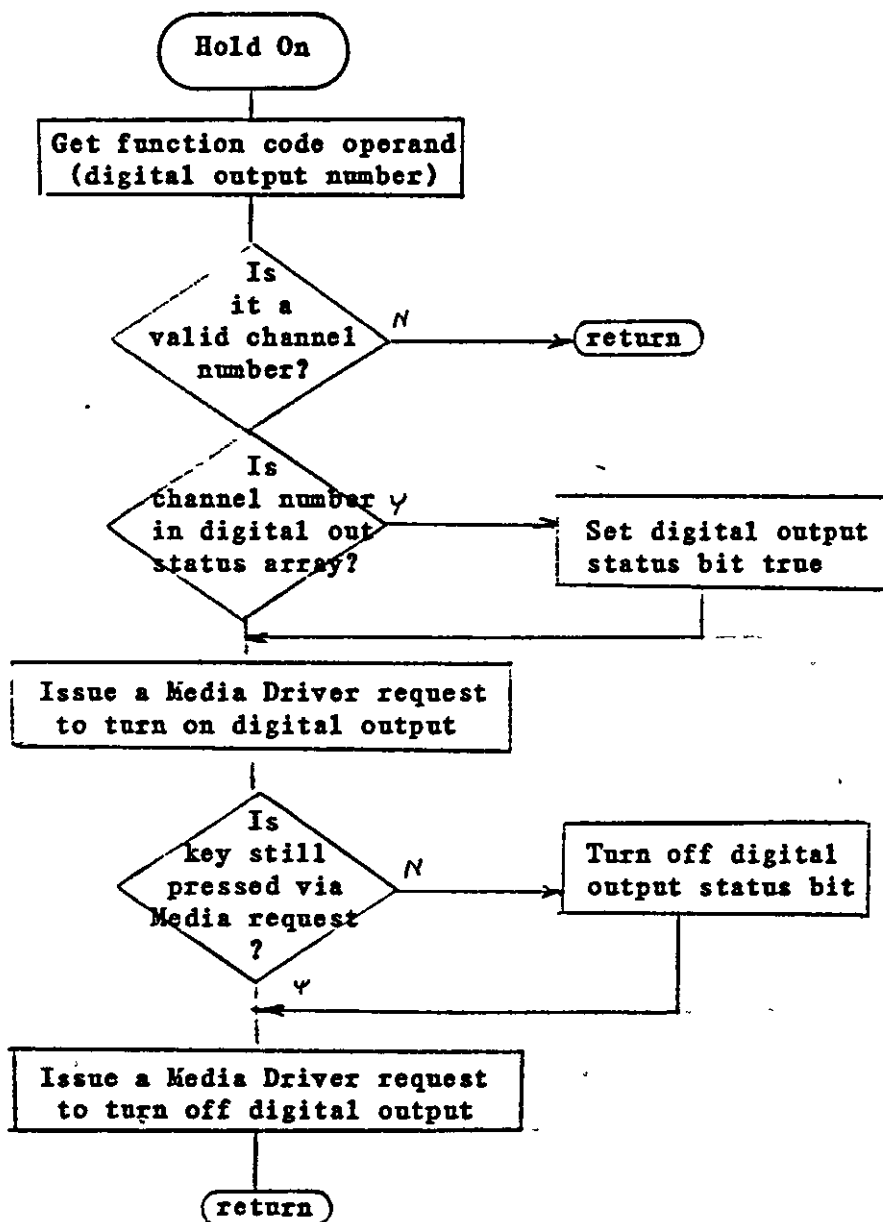 Hold On
Get function code operand
(digital output number)
Is
it a
valid channel
number?
N
return
Is
channel number
in digital out
status array?
Y
Set digital output
status bit true
Issue a Media Driver request
to turn on digital output
Is
key still
pressed via
Media request
?
N
Turn off digital
output status bit
Y
Issue a Media Driver request
to turn off digital output
return